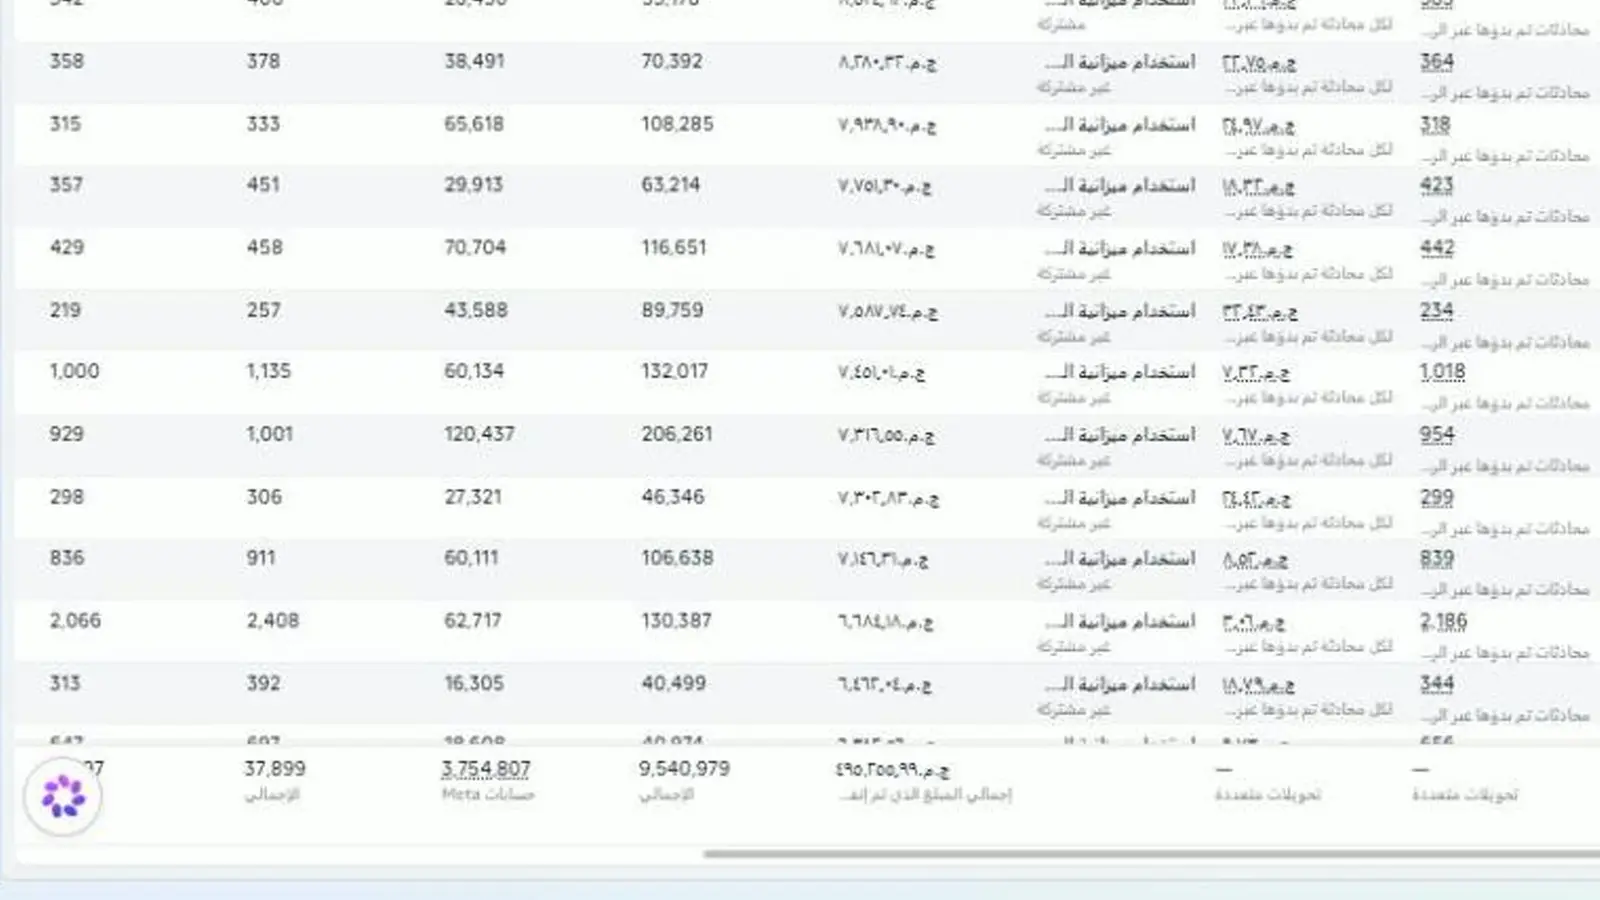 358 378 38,491 70,392 ج.م.٨,٢٨٠,٣٢ استخدام ميزانية الـ... ج.م.٢٢,٧٥ 364
غير مشتركة لكل محادثة تم بدؤها عبر... محادثات تم بدؤها عبر الر...
315 333 65,618 108,285 ج.م.٧,٩٣٨,٩٠ استخدام ميزانية الـ... ج.م.٢٤,٩٧ 318
غير مشتركة لكل محادثة تم بدؤها عبر... محادثات تم بدؤها عبر الر...
357 451 29,913 63,214 ج.م.٧,٧٥١,٣٠ استخدام ميزانية الـ... ج.م.١٨,٣٢ 423
غير مشتركة لكل محادثة تم بدؤها عبر... محادثات تم بدؤها عبر الر...
429 458 70,704 116,651 ج.م.٧,٦٨١,٠٧ استخدام ميزانية الـ... ج.م.١٧,٣٨ 442
غير مشتركة لكل محادثة تم بدؤها عبر... محادثات تم بدؤها عبر الر...
219 257 43,588 89,759 ج.م.٧,٥٨٧,٧٤ استخدام ميزانية الـ... ج.م.٣٢,٤٣ 234
غير مشتركة لكل محادثة تم بدؤها عبر... محادثات تم بدؤها عبر الر...
1,000 1,135 60,134 132,017 ج.م.٧,٤٥١,٠١ استخدام ميزانية الـ... ج.م.٧,٣٢ 1,018
غير مشتركة لكل محادثة تم بدؤها عبر... محادثات تم بدؤها عبر الر...
929 1,001 120,437 206,261 ج.م.٧,٣١٦,٥٥ استخدام ميزانية الـ... ج.م.٧,٦٧ 954
غير مشتركة لكل محادثة تم بدؤها عبر... محادثات تم بدؤها عبر الر...
298 306 27,321 46,346 ج.م.٧,٣٠٢,٨٣ استخدام ميزانية الـ... ج.م.٢٤,٤٢ 299
غير مشتركة لكل محادثة تم بدؤها عبر... محادثات تم بدؤها عبر الر...
836 911 60,111 106,638 ج.م.٧,١٤٦,٣١ استخدام ميزانية الـ... ج.م.٨,٥٢ 839
غير مشتركة لكل محادثة تم بدؤها عبر... محادثات تم بدؤها عبر الر...
2,066 2,408 62,717 130,387 ج.م.٦,٦٨٤,١٨ استخدام ميزانية الـ... ج.م.٣,٠٦ 2,186
غير مشتركة لكل محادثة تم بدؤها عبر... محادثات تم بدؤها عبر الر...
313 392 16,305 40,499 ج.م.٦,٤٦٢,٠٤ استخدام ميزانية الـ... ج.م.١٨,٧٩ 344
غير مشتركة لكل محادثة تم بدؤها عبر... محادثات تم بدؤها عبر الر...
37,899 3,754,807 9,540,979 ج.م.٤٩٥,٢٥٥,٩٩ — —
الإجمالي حسابات Meta الإجمالي إجمالي المبلغ الذي تم إنفـ... تحويلات متعددة تحويلات متعددة